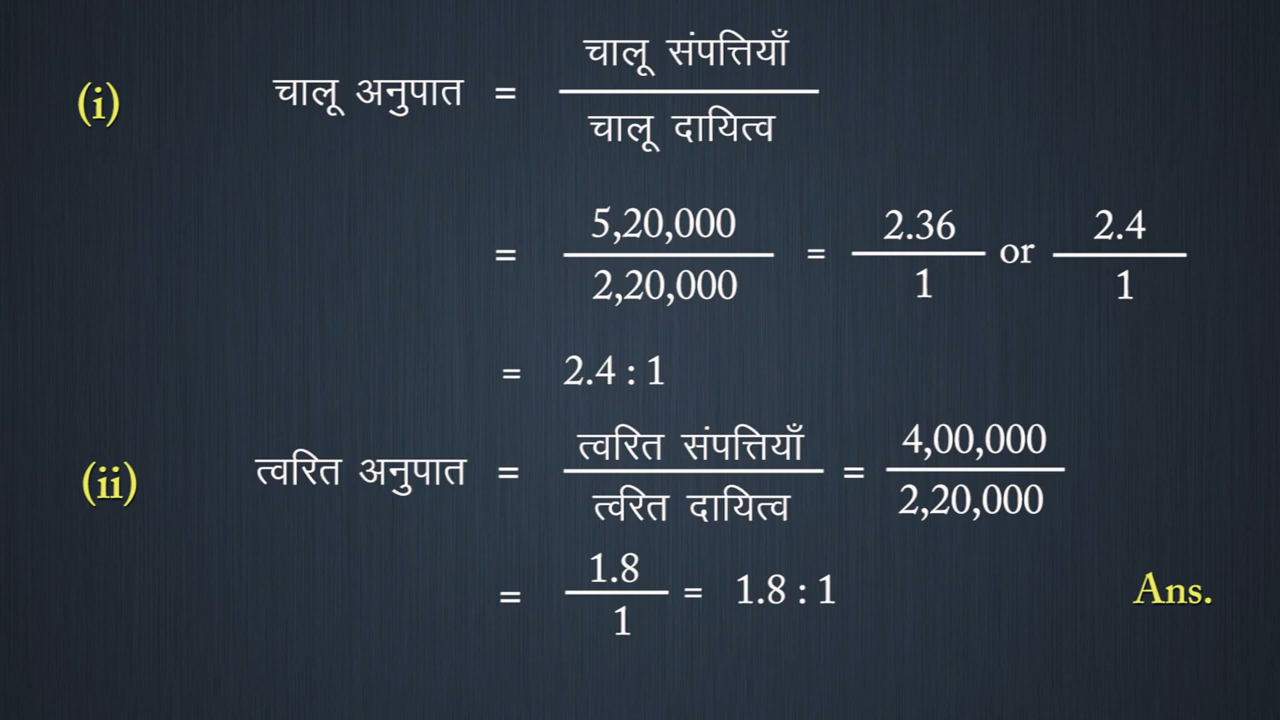 (i) चालू अनुपात = चालू संपत्तियाँ
चालू दायित्व
= 5,20,000 = 2.36 or 2.4
2,20,000 1 1
= 2.4 : 1
(ii) त्वरित अनुपात = त्वरित संपत्तियाँ = 4,00,000
त्वरित दायित्व 2,20,000
= 1.8 = 1.8 : 1 Ans.
1